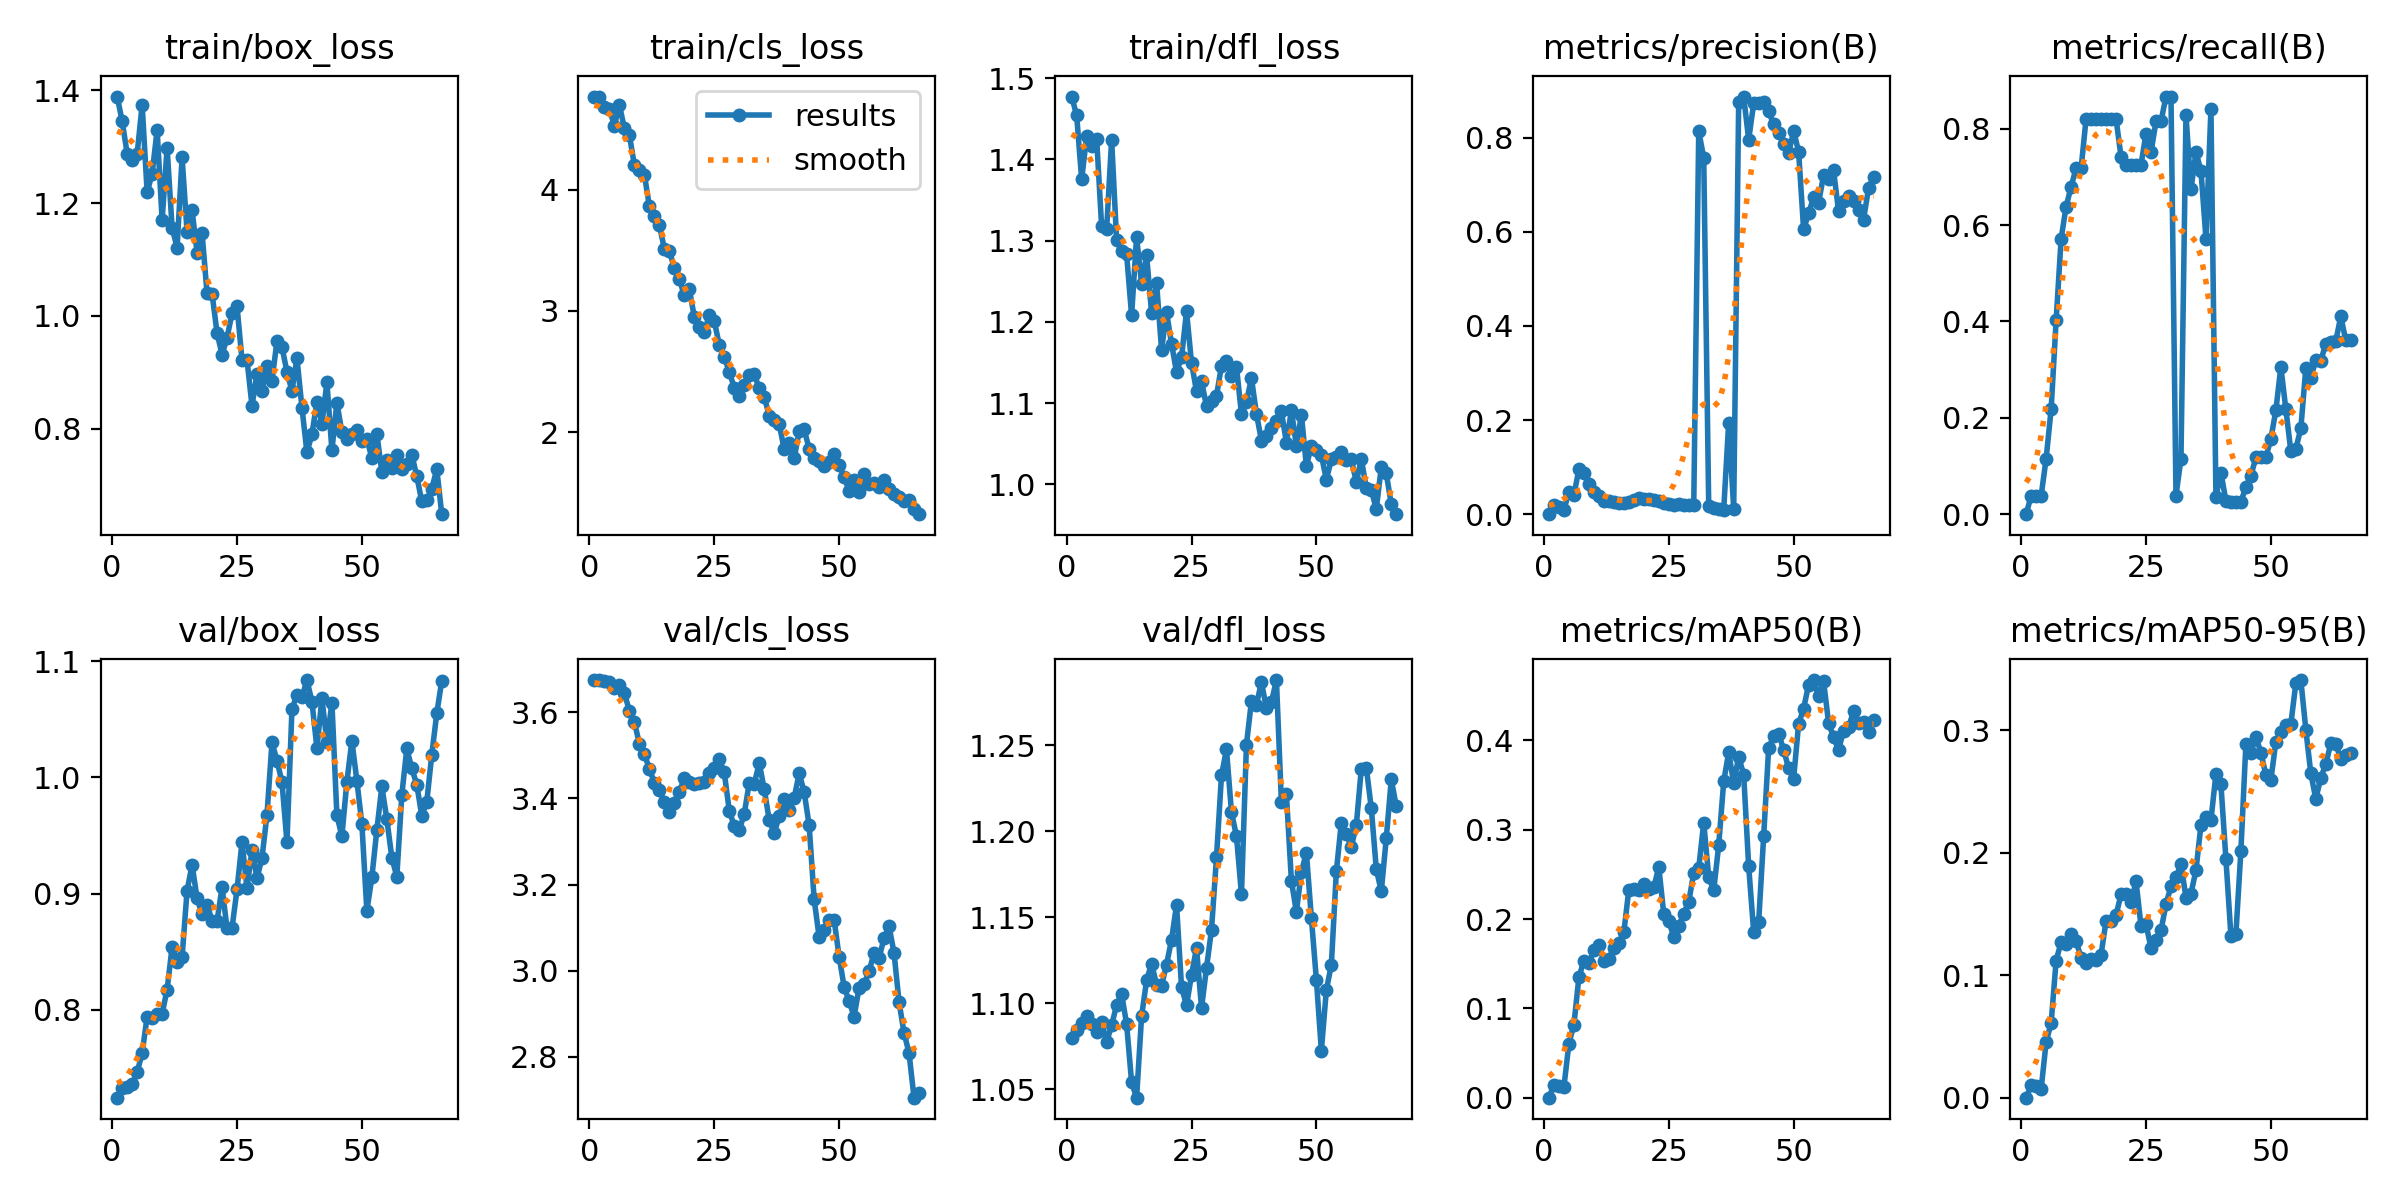 train/box_loss
1.4
1.2
1.0
0.8
0 25 50
train/cls_loss
results
smooth
4
3
2
0 25 50
train/dfl_loss
1.5
1.4
1.3
1.2
1.1
1.0
0 25 50
metrics/precision(B)
0.8
0.6
0.4
0.2
0.0
0 25 50
metrics/recall(B)
0.8
0.6
0.4
0.2
0.0
0 25 50
val/box_loss
1.1
1.0
0.9
0.8
0 25 50
val/cls_loss
3.6
3.4
3.2
3.0
2.8
0 25 50
val/dfl_loss
1.25
1.20
1.15
1.10
1.05
0 25 50
metrics/mAP50(B)
0.4
0.3
0.2
0.1
0.0
0 25 50
metrics/mAP50-95(B)
0.3
0.2
0.1
0.0
0 25 50